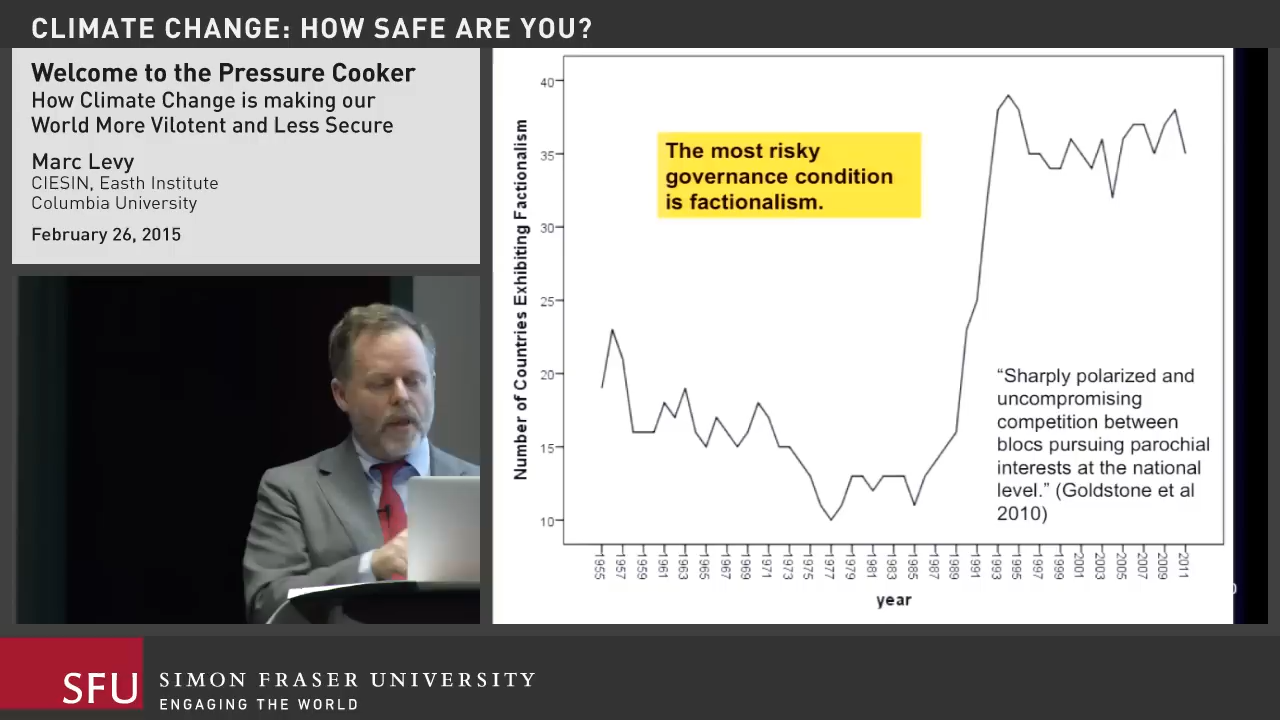 CLIMATE CHANGE: HOW SAFE ARE YOU?
Welcome to the Pressure Cooker
How Climate Change is making our
World More Vilotent and Less Secure
Marc Levy
CIESIN, Easth Institute
Columbia University
February 26, 2015
Number of Countries Exhibiting Factionalism
40
35
30
25
20
15
10
The most risky
governance condition
is factionalism.
“Sharply polarized and
uncompromising
competition between
blocs pursuing parochial
interests at the national
level.” (Goldstone et al
2010)
1955 1957 1959 1961 1963 1965 1967 1969 1971 1973 1975 1977 1979 1981 1983 1985 1987 1989 1991 1993 1995 1997 1999 2001 2003 2005 2007 2009 2011
year
SFU
SIMON FRASER UNIVERSITY
ENGAGING THE WORLD